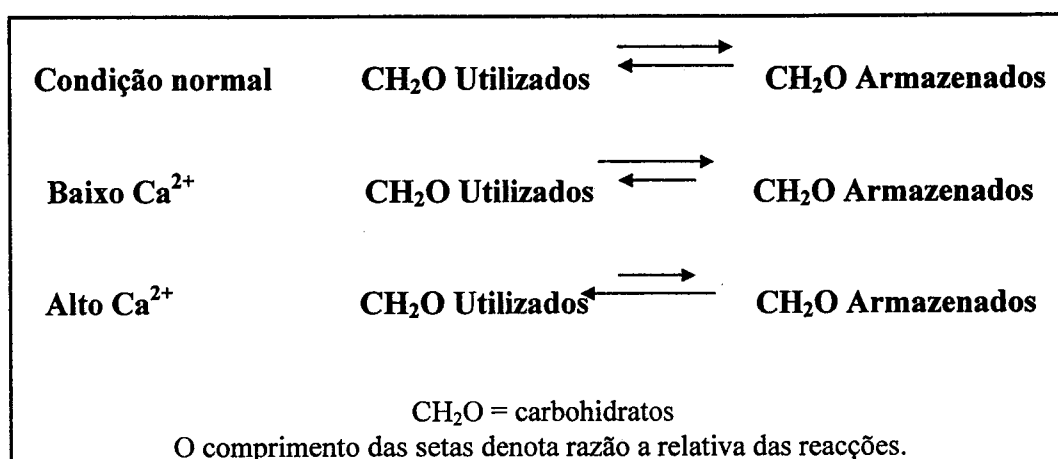 Condição normal CH₂O Utilizados CH₂O Armazenados
Baixo Ca²⁺ CH₂O Utilizados CH₂O Armazenados
Alto Ca²⁺ CH₂O Utilizados CH₂O Armazenados
CH₂O = carbohidratos
O comprimento das setas denota razão a relativa das reacções.